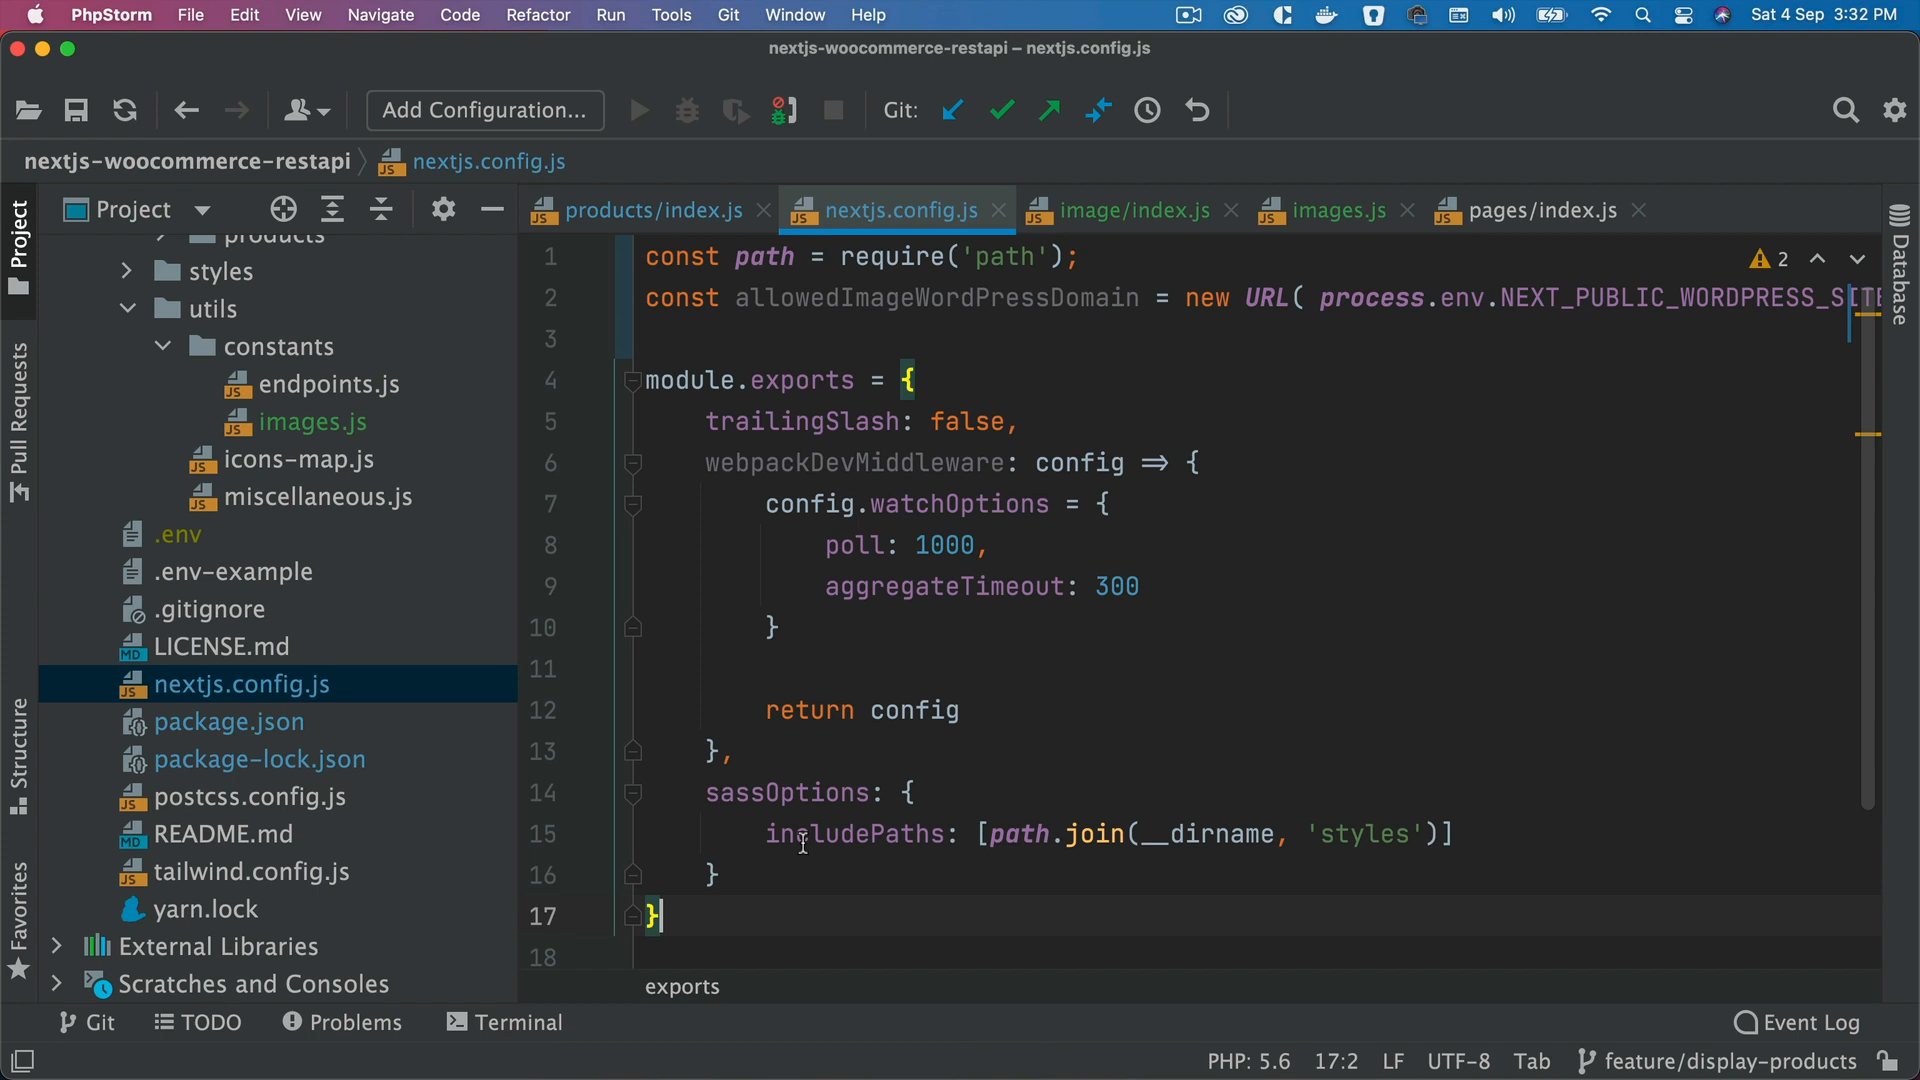 PhpStorm File Edit View Navigate Code Refactor Run Tools Git Window Help Sat 4 Sep 3:32 PM
nextjs-woocommerce-restapi – nextjs.config.js
Add Configuration... Git:
nextjs-woocommerce-restapi nextjs.config.js
Project
products/index.js nextjs.config.js image/index.js images.js pages/index.js
products
styles
utils
constants
endpoints.js
images.js
icons-map.js
miscellaneous.js
.env
.env-example
.gitignore
LICENSE.md
nextjs.config.js
package.json
package-lock.json
postcss.config.js
README.md
tailwind.config.js
yarn.lock
External Libraries
Scratches and Consoles
Project
Pull Requests
Structure
Favorites
1 const path = require('path');
2 const allowedImageWordPressDomain = new URL( process.env.NEXT_PUBLIC_WORDPRESS_SITE
3
4 module.exports = {
5 trailingSlash: false,
6 webpackDevMiddleware: config => {
7 config.watchOptions = {
8 poll: 1000,
9 aggregateTimeout: 300
10 }
11
12 return config
13 },
14 sassOptions: {
15 includePaths: [path.join(__dirname, 'styles')]
16 }
17 }
18
2
exports
Database
Git TODO Problems Terminal Event Log
PHP: 5.6 17:2 LF UTF-8 Tab feature/display-products